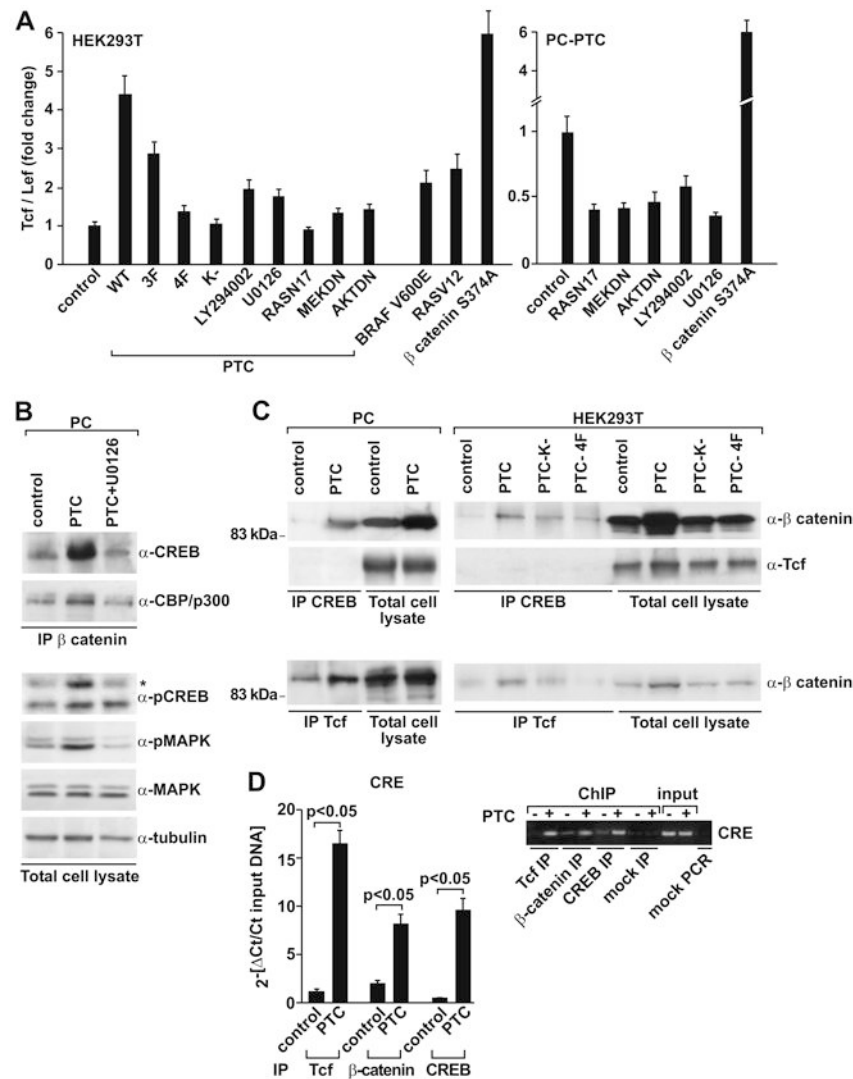 A
HEK293T
PC-PTC
Tcf / Lef (fold change)
6
5
4
3
2
1
0
6
4
1
0.5
0
control
WT
3F
4F
K-
LY294002
U0126
RASN17
MEKDN
AKTDN
BRAF V600E
RASV12
β catenin S374A
PTC
control
RASN17
MEKDN
AKTDN
LY294002
U0126
β catenin S374A
B
PC
control
PTC
PTC+U0126
α-CREB
α-CBP/p300
IP β catenin
*
α-pCREB
α-pMAPK
α-MAPK
α-tubulin
Total cell lysate
C
PC
HEK293T
control
PTC
control
PTC
control
PTC
PTC-K-
PTC- 4F
control
PTC
PTC-K-
PTC- 4F
83 kDa
α-β catenin
α-Tcf
IP CREB
Total cell
lysate
IP CREB
Total cell lysate
83 kDa
α-β catenin
IP Tcf
Total cell
lysate
IP Tcf
Total cell lysate
D
CRE
2-[ΔCt/Ct input DNA]
20
15
10
5
0
p<0.05
p<0.05
p<0.05
control
PTC
control
PTC
control
PTC
IP
Tcf
β-catenin
CREB
ChIP
input
PTC
- + - + - + - + - +
CRE
Tcf IP
β-catenin IP
CREB IP
mock IP
mock PCR